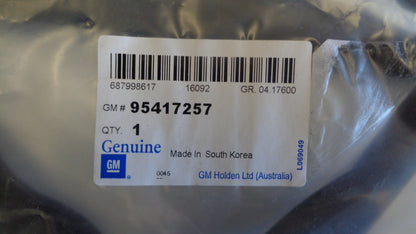 687998617 16092 GR. 04.17600
GM # 95417257
QTY. 1
Genuine
GM
Made In South Korea
0045
GM Holden Ltd (Australia)
L069049